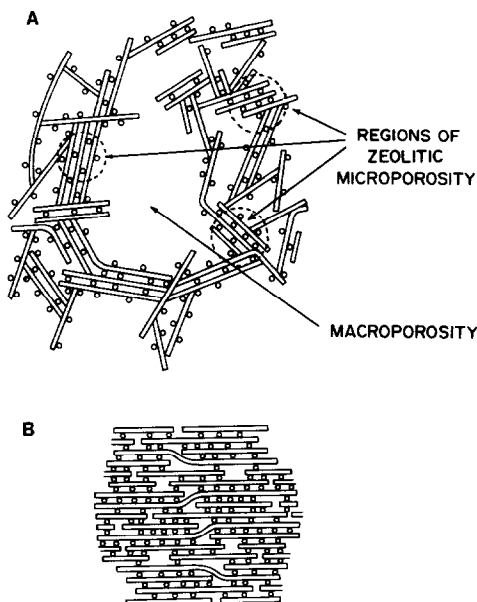 A
REGIONS OF
ZEOLITIC
MICROPOROSITY
MACROPOROSITY
B